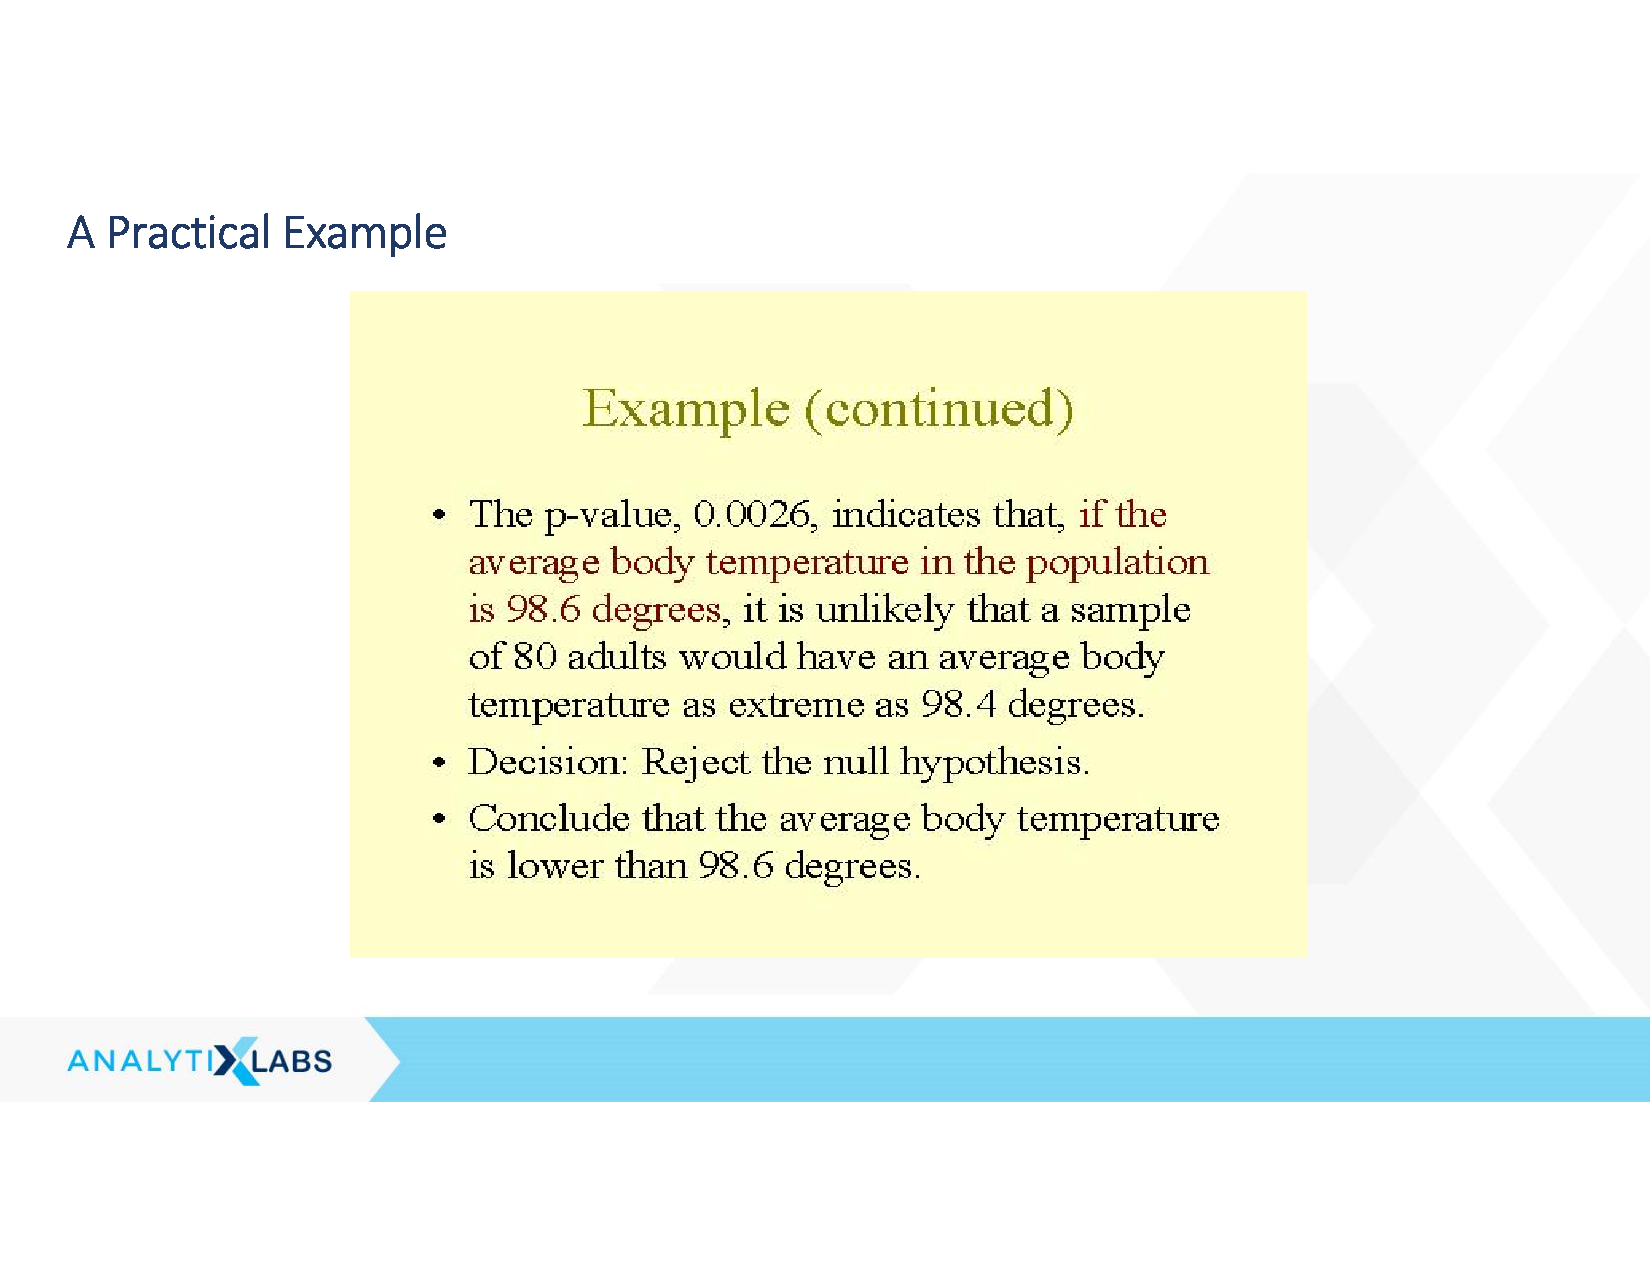 A Practical Example
Example (continued)
• The p-value, 0.0026, indicates that, if the
average body temperature in the population
is 98.6 degrees, it is unlikely that a sample
of 80 adults would have an average body
temperature as extreme as 98.4 degrees.
• Decision: Reject the null hypothesis.
• Conclude that the average body temperature
is lower than 98.6 degrees.
ANALYTIXLABS